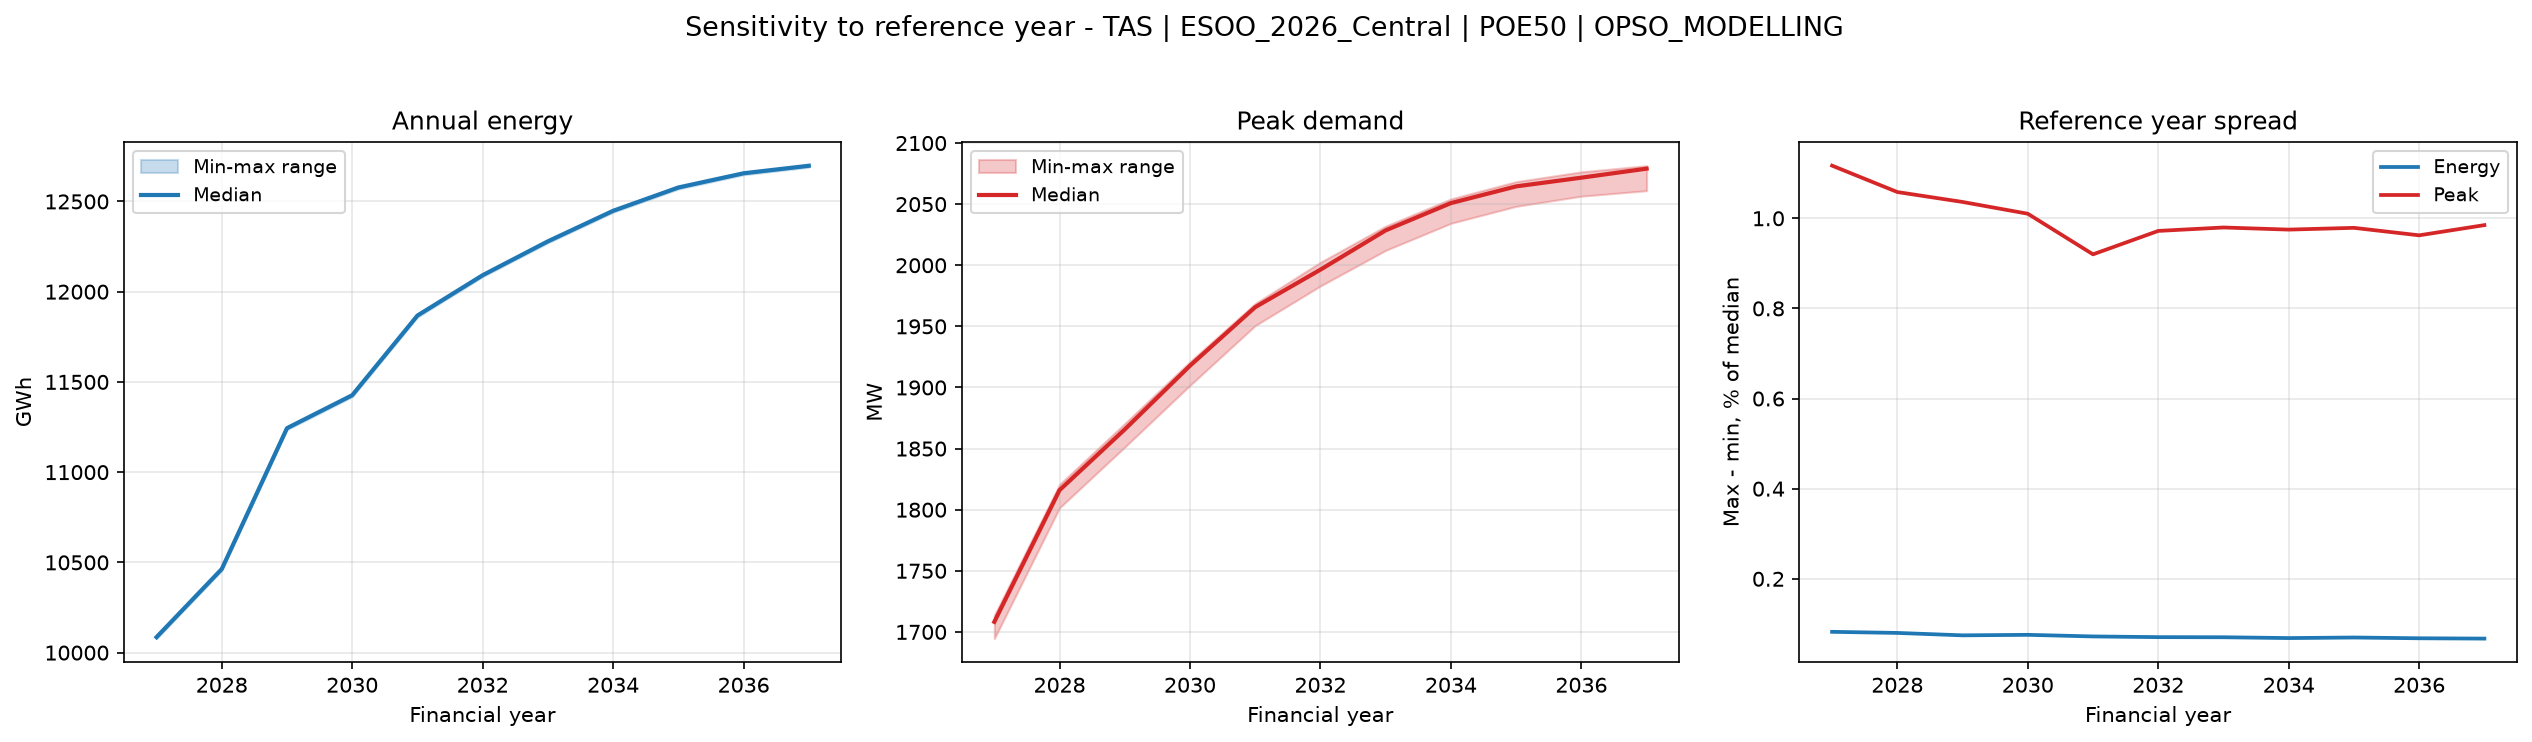 Sensitivity to reference year - TAS | ESOO_2026_Central | POE50 | OPSO_MODELLING
Annual energy
Min-max range
Median
12500
12000
11500
11000
10500
10000
GWh
2028 2030 2032 2034 2036
Financial year
Peak demand
Min-max range
Median
2100
2050
2000
1950
1900
1850
1800
1750
1700
MW
2028 2030 2032 2034 2036
Financial year
Reference year spread
Energy
Peak
1.0
0.8
0.6
0.4
0.2
Max - min, % of median
2028 2030 2032 2034 2036
Financial year